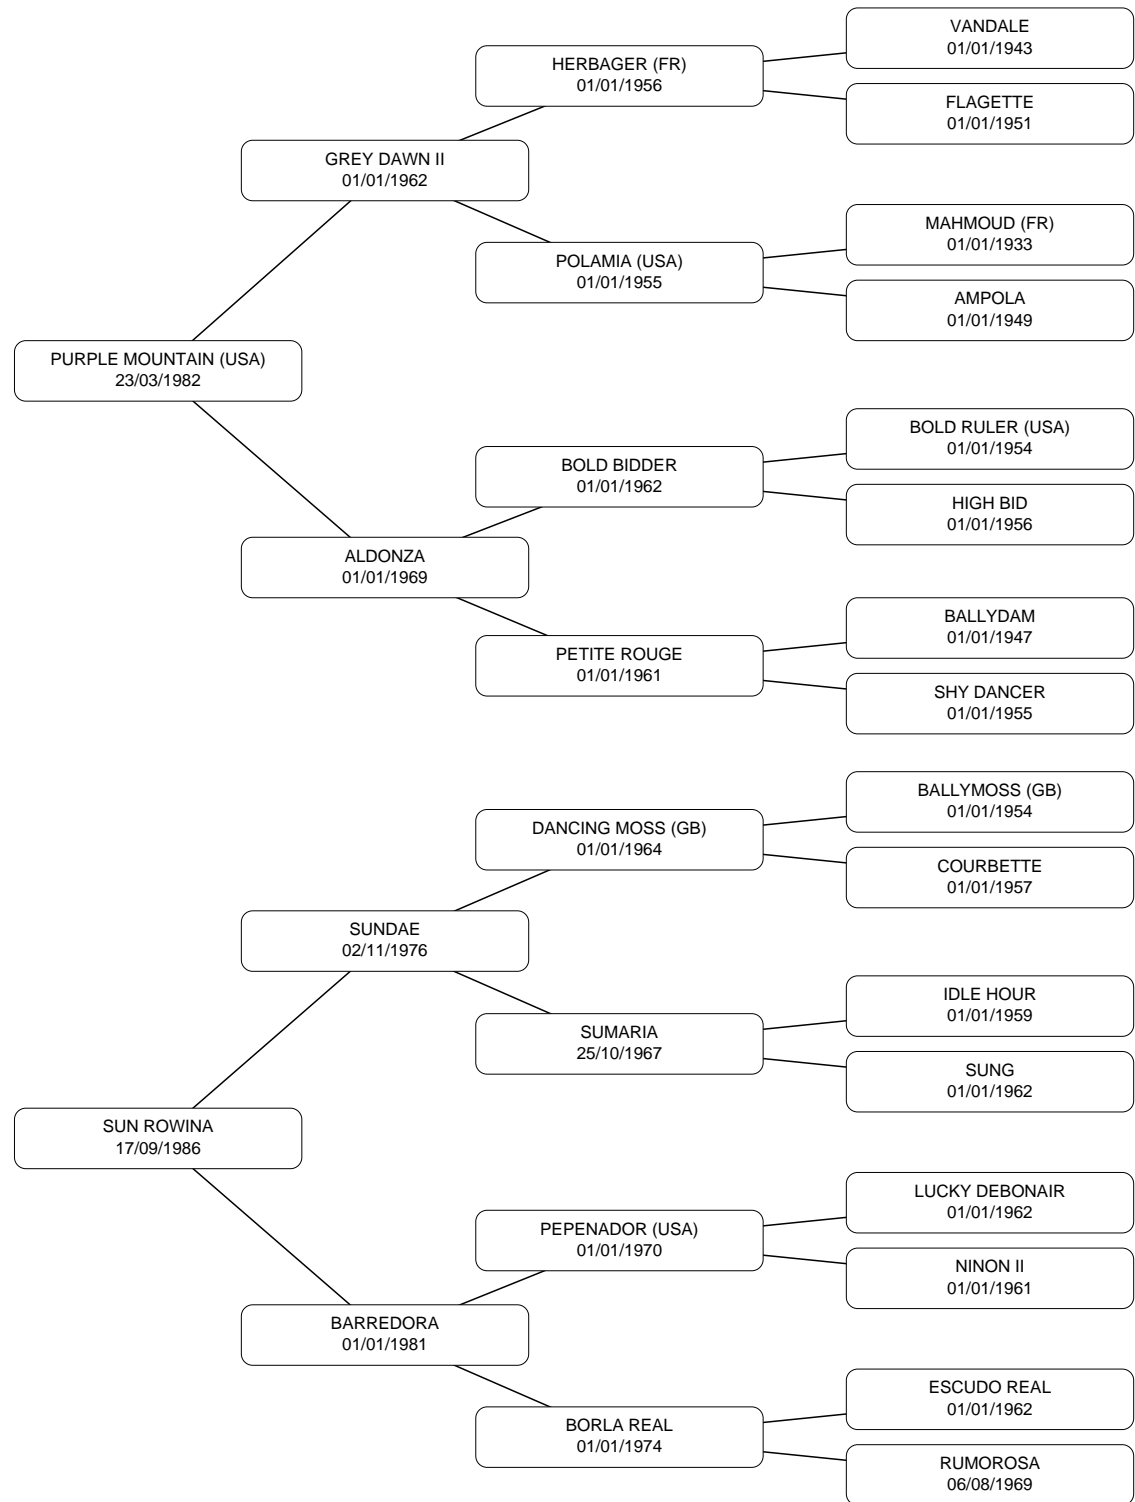 VANDALE
01/01/1943
HERBAGER (FR)
01/01/1956
FLAGETTE
01/01/1951
GREY DAWN II
01/01/1962
MAHMOUD (FR)
01/01/1933
POLAMIA (USA)
01/01/1955
AMPOLA
01/01/1949
PURPLE MOUNTAIN (USA)
23/03/1982
BOLD RULER (USA)
01/01/1954
BOLD BIDDER
01/01/1962
HIGH BID
01/01/1956
ALDONZA
01/01/1969
BALLYDAM
01/01/1947
PETITE ROUGE
01/01/1961
SHY DANCER
01/01/1955
BALLYMOSS (GB)
01/01/1954
DANCING MOSS (GB)
01/01/1964
COURBETTE
01/01/1957
SUNDAE
02/11/1976
IDLE HOUR
01/01/1959
SUMARIA
25/10/1967
SUNG
01/01/1962
SUN ROWINA
17/09/1986
LUCKY DEBONAIR
01/01/1962
PEPENADOR (USA)
01/01/1970
NINON II
01/01/1961
BARREDORA
01/01/1981
ESCUDO REAL
01/01/1962
BORLA REAL
01/01/1974
RUMOROSA
06/08/1969